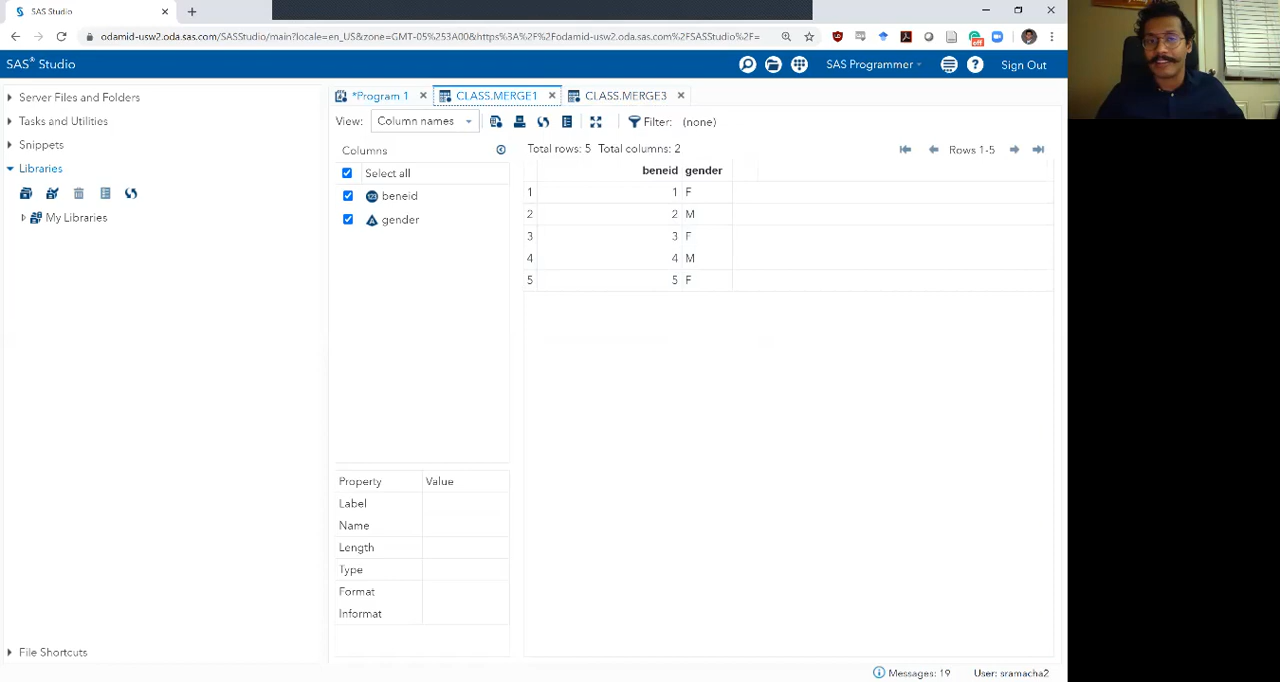 SAS Studio
odamid-usw2.oda.sas.com/SASStudio/main?locale=en_US&zone=GMT-05%253A00&https%3A%2F%2Fodamid-usw2.oda.sas.com%2FSASStudio%2F=
SAS® Studio
SAS Programmer
Sign Out
Server Files and Folders
Tasks and Utilities
Snippets
Libraries
My Libraries
File Shortcuts
*Program 1
CLASS.MERGE1
CLASS.MERGE3
View: Column names
Filter: (none)
Columns
Select all
beneid
gender
Property Value
Label
Name
Length
Type
Format
Informat
Total rows: 5 Total columns: 2
Rows 1-5
beneid gender
1 1 F
2 2 M
3 3 F
4 4 M
5 5 F
Messages: 19
User: sramacha2